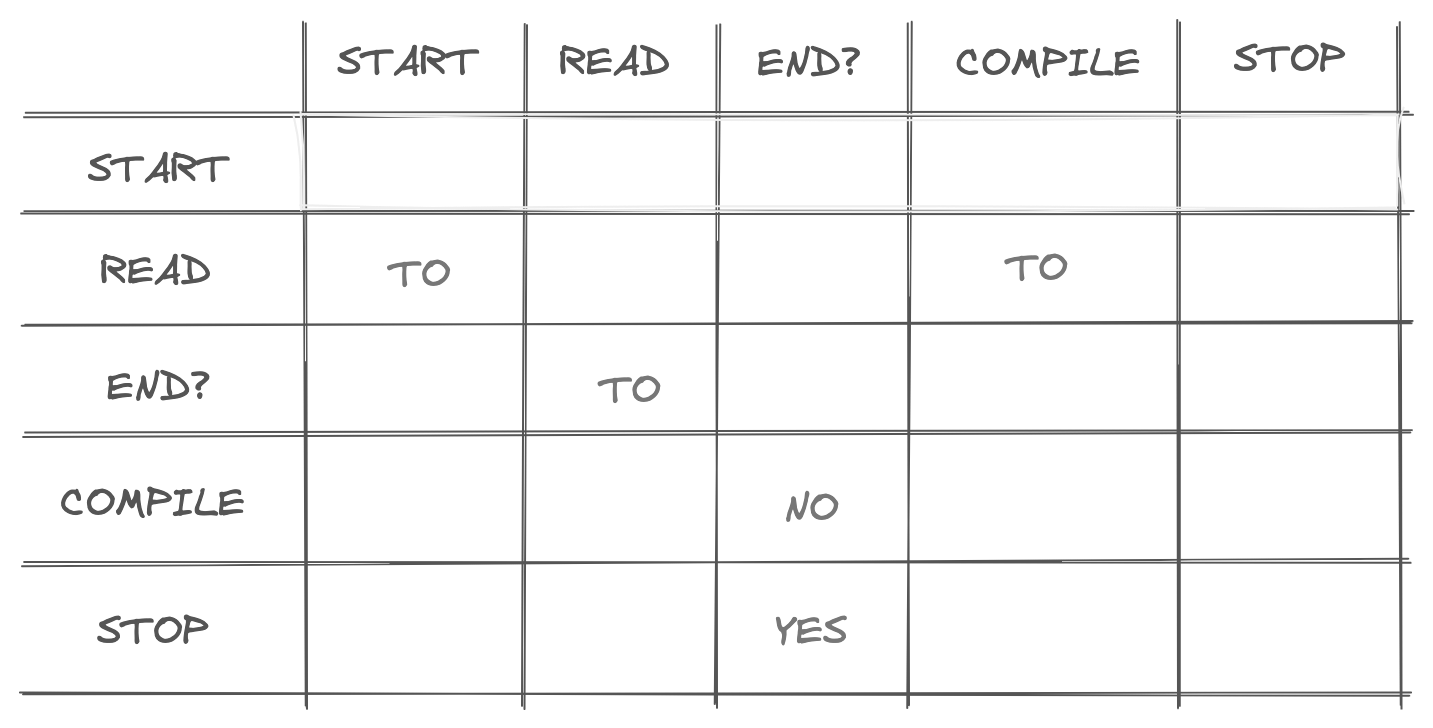 START READ END? COMPILE STOP
START
READ TO TO
END? TO
COMPILE NO
STOP YES